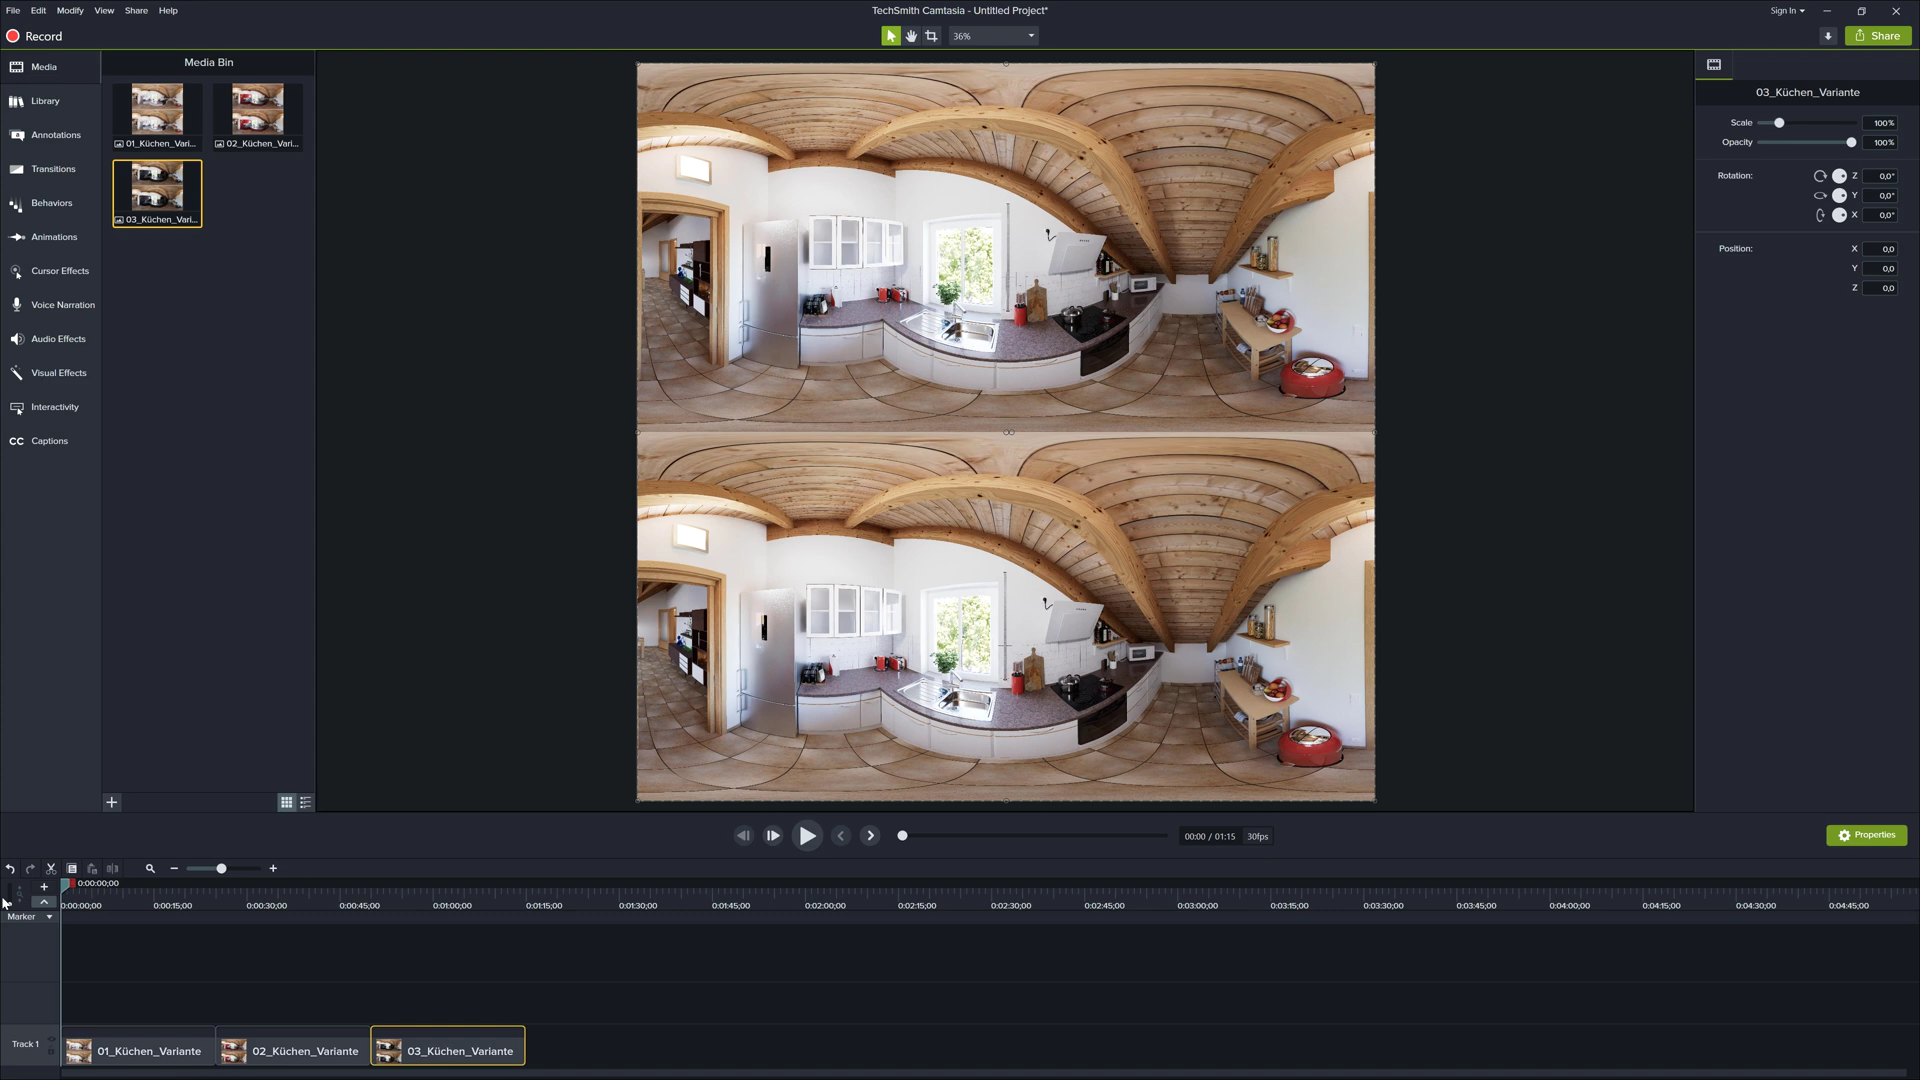 File Edit Modify View Share Help
TechSmith Camtasia - Untitled Project*
Sign In
Record
36%
Share
Media
Library
Annotations
Transitions
Behaviors
Animations
Cursor Effects
Voice Narration
Audio Effects
Visual Effects
Interactivity
CC Captions
Media Bin
01_Küchen_Vari... 02_Küchen_Vari...
03_Küchen_Vari...
03_Küchen_Variante
Scale 100%
Opacity 100%
Rotation: Z 0,0°
Y 0,0°
X 0,0°
Position: X 0,0
Y 0,0
Z 0,0
00:00 / 01:15 30fps
Properties
0:00:00;00
0:00:00;00 0:00:15;00 0:00:30;00 0:00:45;00 0:01:00;00 0:01:15;00 0:01:30;00 0:01:45;00 0:02:00;00 0:02:15;00 0:02:30;00 0:02:45;00 0:03:00;00 0:03:15;00 0:03:30;00 0:03:45;00 0:04:00;00 0:04:15;00 0:04:30;00 0:04:45;00
Marker
Track 1
01_Küchen_Variante 02_Küchen_Variante 03_Küchen_Variante